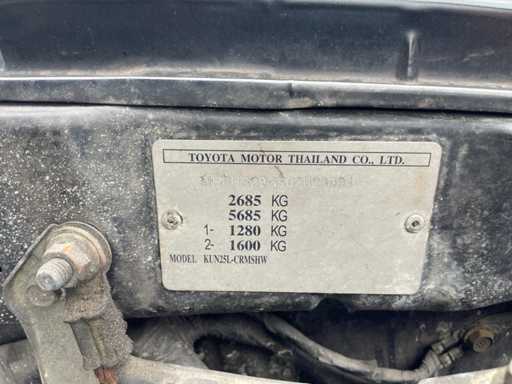 TOYOTA MOTOR THAILAND CO., LTD.
2685 KG
5685 KG
1- 1280 KG
2- 1600 KG
MODEL KUN25L-CRMSHW